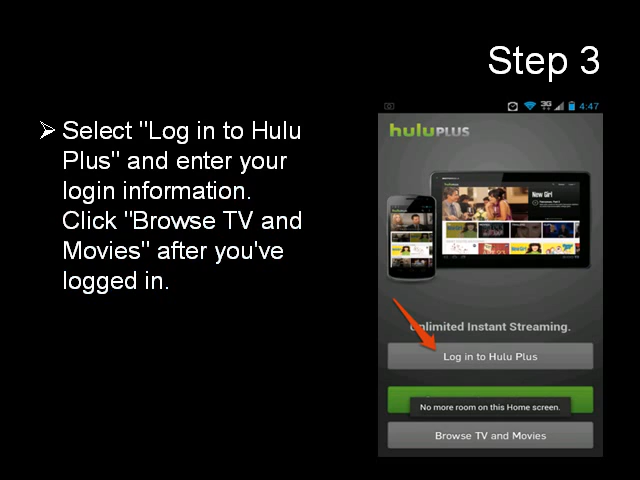 Step 3
Select "Log in to Hulu
Plus" and enter your
login information.
Click "Browse TV and
Movies" after you've
logged in.
3G 4:47
huluPLUS
New Girl
Unlimited Instant Streaming.
Log in to Hulu Plus
No more room on this Home screen.
Browse TV and Movies